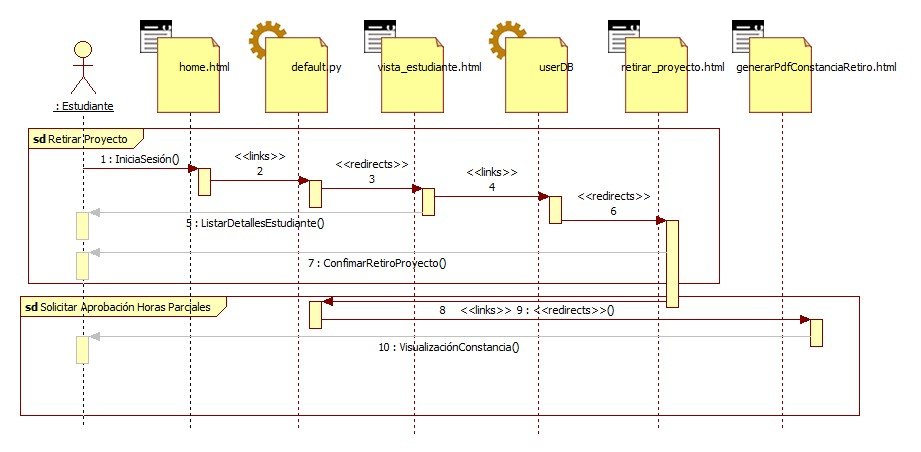 : Estudiante
home.html
default.py
vista_estudiante.html
userDB
retirar_proyecto.html
generarPdfConstanciaRetiro.html
sd Retirar Proyecto
1 : IniciaSesión()
<<links>>
2
<<redirects>>
3
<<links>>
4
<<redirects>>
6
5 : ListarDetallesEstudiante()
7 : ConfimarRetiroProyecto()
sd Solicitar Aprobación Horas Parciales
8 <<links>>
9 : <<redirects>>()
10 : VisualizaciónConstancia()